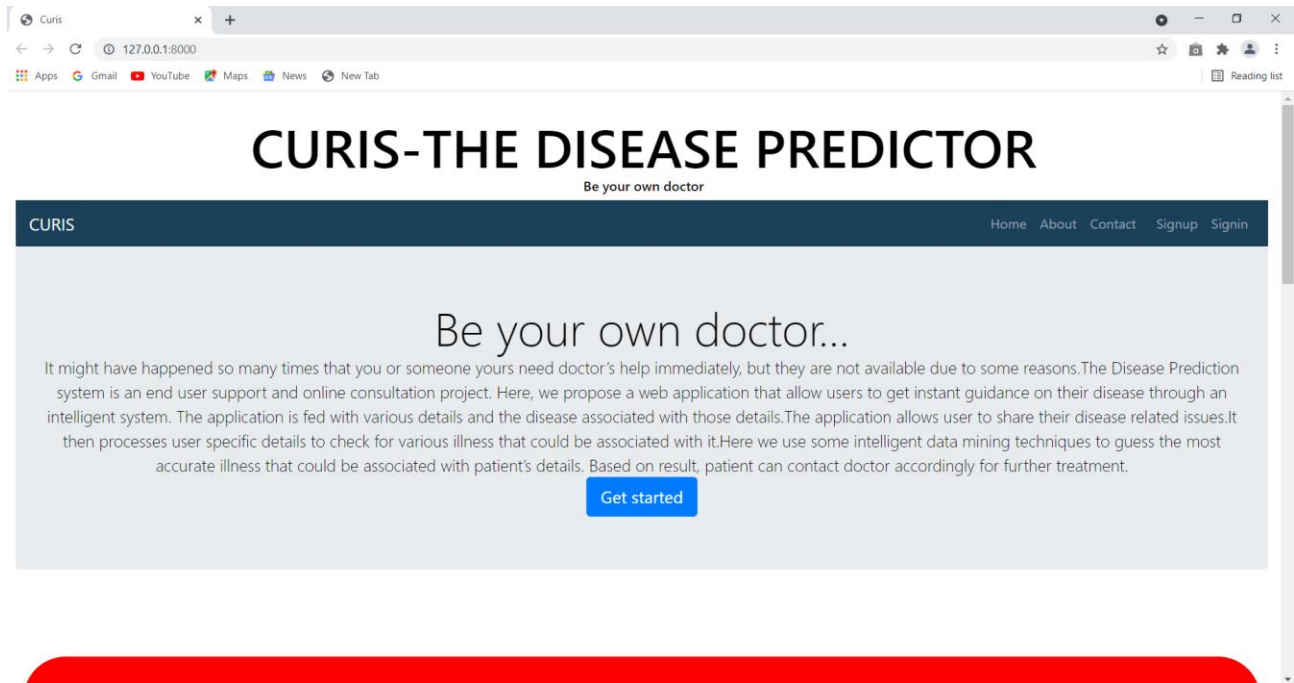 Curis
127.0.0.1:8000
Apps Gmail YouTube Maps News New Tab Reading list
CURIS-THE DISEASE PREDICTOR
Be your own doctor
CURIS Home About Contact Signup Signin
Be your own doctor...
It might have happened so many times that you or someone yours need doctor's help immediately, but they are not available due to some reasons.The Disease Prediction
system is an end user support and online consultation project. Here, we propose a web application that allow users to get instant guidance on their disease through an
intelligent system. The application is fed with various details and the disease associated with those details.The application allows user to share their disease related issues.It
then processes user specific details to check for various illness that could be associated with it.Here we use some intelligent data mining techniques to guess the most
accurate illness that could be associated with patient's details. Based on result, patient can contact doctor accordingly for further treatment.
Get started